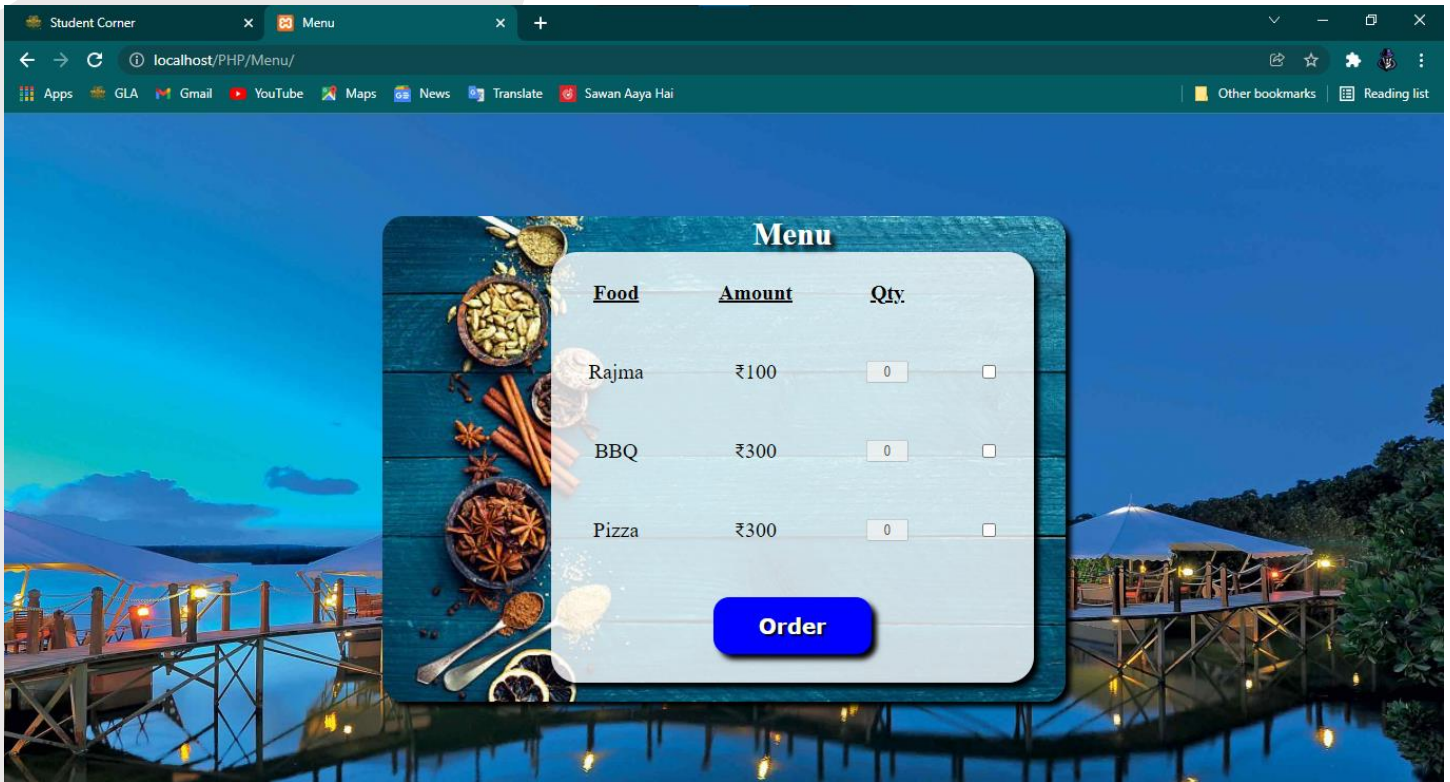 Student Corner
Menu
localhost/PHP/Menu/
Apps GLA Gmail YouTube Maps News Translate Sawan Aaya Hai Other bookmarks Reading list
Menu
Food Amount Qty
Rajma ₹100 0
BBQ ₹300 0
Pizza ₹300 0
Order